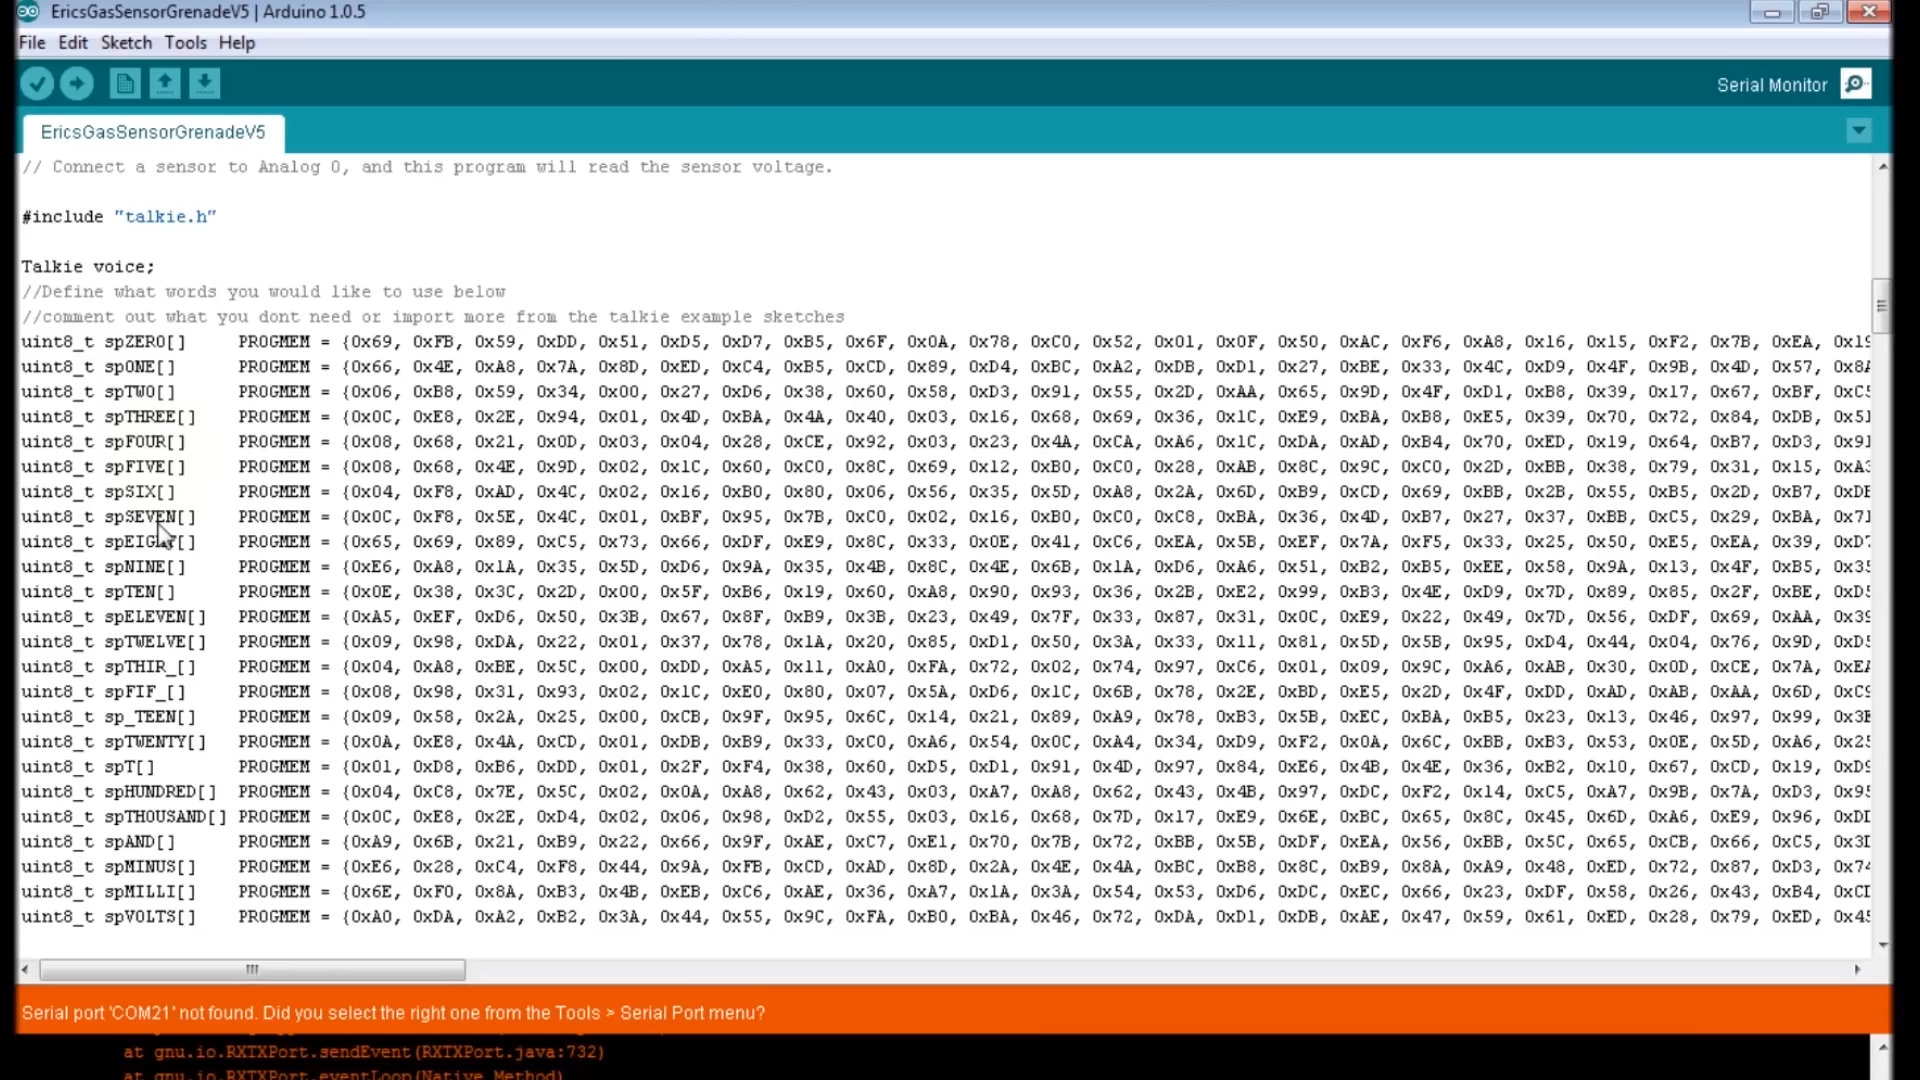 EricsGasSensorGrenadeV5 | Arduino 1.0.5
File Edit Sketch Tools Help
Serial Monitor
EricsGasSensorGrenadeV5
// Connect a sensor to Analog 0, and this program will read the sensor voltage.
#include "talkie.h"
Talkie voice;
//Define what words you would like to use below
//comment out what you dont need or import more from the talkie example sketches
uint8_t spZERO[] PROGMEM = {0x69, 0xFB, 0x59, 0xDD, 0x51, 0xD5, 0xD7, 0xB5, 0x6F, 0x0A, 0x78, 0xC0, 0x52, 0x01, 0x0F, 0x50, 0xAC, 0xF6, 0xA8, 0x16, 0x15, 0xF2, 0x7B, 0xEA, 0x19
uint8_t spONE[] PROGMEM = {0x66, 0x4E, 0xA8, 0x7A, 0x8D, 0xED, 0xC4, 0xB5, 0xCD, 0x89, 0xD4, 0xBC, 0xA2, 0xDB, 0xD1, 0x27, 0xBE, 0x33, 0x4C, 0xD9, 0x4F, 0x9B, 0x4D, 0x57, 0x8A
uint8_t spTWO[] PROGMEM = {0x06, 0xB8, 0x59, 0x34, 0x00, 0x27, 0xD6, 0x38, 0x60, 0x58, 0xD3, 0x91, 0x55, 0x2D, 0xAA, 0x65, 0x9D, 0x4F, 0xD1, 0xB8, 0x39, 0x17, 0x67, 0xBF, 0xC5
uint8_t spTHREE[] PROGMEM = {0x0C, 0xE8, 0x2E, 0x94, 0x01, 0x4D, 0xBA, 0x4A, 0x40, 0x03, 0x16, 0x68, 0x69, 0x36, 0x1C, 0xE9, 0xBA, 0xB8, 0xE5, 0x39, 0x70, 0x72, 0x84, 0xDB, 0x51
uint8_t spFOUR[] PROGMEM = {0x08, 0x68, 0x21, 0x0D, 0x03, 0x04, 0x28, 0xCE, 0x92, 0x03, 0x23, 0x4A, 0xCA, 0xA6, 0x1C, 0xDA, 0xAD, 0xB4, 0x70, 0xED, 0x19, 0x64, 0xB7, 0xD3, 0x91
uint8_t spFIVE[] PROGMEM = {0x08, 0x68, 0x4E, 0x9D, 0x02, 0x1C, 0x60, 0xC0, 0x8C, 0x69, 0x12, 0xB0, 0xC0, 0x28, 0xAB, 0x8C, 0x9C, 0xC0, 0x2D, 0xBB, 0x38, 0x79, 0x31, 0x15, 0xA3
uint8_t spSIX[] PROGMEM = {0x04, 0xF8, 0xAD, 0x4C, 0x02, 0x16, 0xB0, 0x80, 0x06, 0x56, 0x35, 0x5D, 0xA8, 0x2A, 0x6D, 0xB9, 0xCD, 0x69, 0xBB, 0x2B, 0x55, 0xB5, 0x2D, 0xB7, 0xDB
uint8_t spSEVEN[] PROGMEM = {0x0C, 0xF8, 0x5E, 0x4C, 0x01, 0xBF, 0x95, 0x7B, 0xC0, 0x02, 0x16, 0xB0, 0xC0, 0xC8, 0xBA, 0x36, 0x4D, 0xB7, 0x27, 0x37, 0xBB, 0xC5, 0x29, 0xBA, 0x71
uint8_t spEIGHT[] PROGMEM = {0x65, 0x69, 0x89, 0xC5, 0x73, 0x66, 0xDF, 0xE9, 0x8C, 0x33, 0x0E, 0x41, 0xC6, 0xEA, 0x5B, 0xEF, 0x7A, 0xF5, 0x33, 0x25, 0x50, 0xE5, 0xEA, 0x39, 0xD7
uint8_t spNINE[] PROGMEM = {0xE6, 0xA8, 0x1A, 0x35, 0x5D, 0xD6, 0x9A, 0x35, 0x4B, 0x8C, 0x4E, 0x6B, 0x1A, 0xD6, 0xA6, 0x51, 0xB2, 0xB5, 0xEE, 0x58, 0x9A, 0x13, 0x4F, 0xB5, 0x35
uint8_t spTEN[] PROGMEM = {0x0E, 0x38, 0x3C, 0x2D, 0x00, 0x5F, 0xB6, 0x19, 0x60, 0xA8, 0x90, 0x93, 0x36, 0x2B, 0xE2, 0x99, 0xB3, 0x4E, 0xD9, 0x7D, 0x89, 0x85, 0x2F, 0xBE, 0xD5
uint8_t spELEVEN[] PROGMEM = {0xA5, 0xEF, 0xD6, 0x50, 0x3B, 0x67, 0x8F, 0xB9, 0x3B, 0x23, 0x49, 0x7F, 0x33, 0x87, 0x31, 0x0C, 0xE9, 0x22, 0x49, 0x7D, 0x56, 0xDF, 0x69, 0xAA, 0x39
uint8_t spTWELVE[] PROGMEM = {0x09, 0x98, 0xDA, 0x22, 0x01, 0x37, 0x78, 0x1A, 0x20, 0x85, 0xD1, 0x50, 0x3A, 0x33, 0x11, 0x81, 0x5D, 0x5B, 0x95, 0xD4, 0x44, 0x04, 0x76, 0x9D, 0xD5
uint8_t spTHIR_[] PROGMEM = {0x04, 0xA8, 0xBE, 0x5C, 0x00, 0xDD, 0xA5, 0x11, 0xA0, 0xFA, 0x72, 0x02, 0x74, 0x97, 0xC6, 0x01, 0x09, 0x9C, 0xA6, 0xAB, 0x30, 0x0D, 0xCE, 0x7A, 0xEA
uint8_t spFIF_[] PROGMEM = {0x08, 0x98, 0x31, 0x93, 0x02, 0x1C, 0xE0, 0x80, 0x07, 0x5A, 0xD6, 0x1C, 0x6B, 0x78, 0x2E, 0xBD, 0xE5, 0x2D, 0x4F, 0xDD, 0xAD, 0xAB, 0xAA, 0x6D, 0xC9
uint8_t sp_TEEN[] PROGMEM = {0x09, 0x58, 0x2A, 0x25, 0x00, 0xCB, 0x9F, 0x95, 0x6C, 0x14, 0x21, 0x89, 0xA9, 0x78, 0xB3, 0x5B, 0xEC, 0xBA, 0xB5, 0x23, 0x13, 0x46, 0x97, 0x99, 0x3E
uint8_t spTWENTY[] PROGMEM = {0x0A, 0xE8, 0x4A, 0xCD, 0x01, 0xDB, 0xB9, 0x33, 0xC0, 0xA6, 0x54, 0x0C, 0xA4, 0x34, 0xD9, 0xF2, 0x0A, 0x6C, 0xBB, 0xB3, 0x53, 0x0E, 0x5D, 0xA6, 0x25
uint8_t spT[] PROGMEM = {0x01, 0xD8, 0xB6, 0xDD, 0x01, 0x2F, 0xF4, 0x38, 0x60, 0xD5, 0xD1, 0x91, 0x4D, 0x97, 0x84, 0xE6, 0x4B, 0x4E, 0x36, 0xB2, 0x10, 0x67, 0xCD, 0x19, 0xD9
uint8_t spHUNDRED[] PROGMEM = {0x04, 0xC8, 0x7E, 0x5C, 0x02, 0x0A, 0xA8, 0x62, 0x43, 0x03, 0xA7, 0xA8, 0x62, 0x43, 0x4B, 0x97, 0xDC, 0xF2, 0x14, 0xC5, 0xA7, 0x9B, 0x7A, 0xD3, 0x95
uint8_t spTHOUSAND[] PROGMEM = {0x0C, 0xE8, 0x2E, 0xD4, 0x02, 0x06, 0x98, 0xD2, 0x55, 0x03, 0x16, 0x68, 0x7D, 0x17, 0xE9, 0x6E, 0xBC, 0x65, 0x8C, 0x45, 0x6D, 0xA6, 0xE9, 0x96, 0xDD
uint8_t spAND[] PROGMEM = {0xA9, 0x6B, 0x21, 0xB9, 0x22, 0x66, 0x9F, 0xAE, 0xC7, 0xE1, 0x70, 0x7B, 0x72, 0xBB, 0x5B, 0xDF, 0xEA, 0x56, 0xBB, 0x5C, 0x65, 0xCB, 0x66, 0xC5, 0x3D
uint8_t spMINUS[] PROGMEM = {0xE6, 0x28, 0xC4, 0xF8, 0x44, 0x9A, 0xFB, 0xCD, 0xAD, 0x8D, 0x2A, 0x4E, 0x4A, 0xBC, 0xB8, 0x8C, 0xB9, 0x8A, 0xA9, 0x48, 0xED, 0x72, 0x87, 0xD3, 0x74
uint8_t spMILLI[] PROGMEM = {0x6E, 0xF0, 0x8A, 0xB3, 0x4B, 0xEB, 0xC6, 0xAE, 0x36, 0xA7, 0x1A, 0x3A, 0x54, 0x53, 0xD6, 0xDC, 0xEC, 0x66, 0x23, 0xDF, 0x58, 0x26, 0x43, 0xB4, 0xCD
uint8_t spVOLTS[] PROGMEM = {0xA0, 0xDA, 0xA2, 0xB2, 0x3A, 0x44, 0x55, 0x9C, 0xFA, 0xB0, 0xBA, 0x46, 0x72, 0xDA, 0xD1, 0xDB, 0xAE, 0x47, 0x59, 0x61, 0xED, 0x28, 0x79, 0xED, 0x45
Serial port 'COM21' not found. Did you select the right one from the Tools > Serial Port menu?
at gnu.io.RXTXPort.sendEvent(RXTXPort.java:732)
at gnu.io.RXTXPort.eventLoop(Native Method)